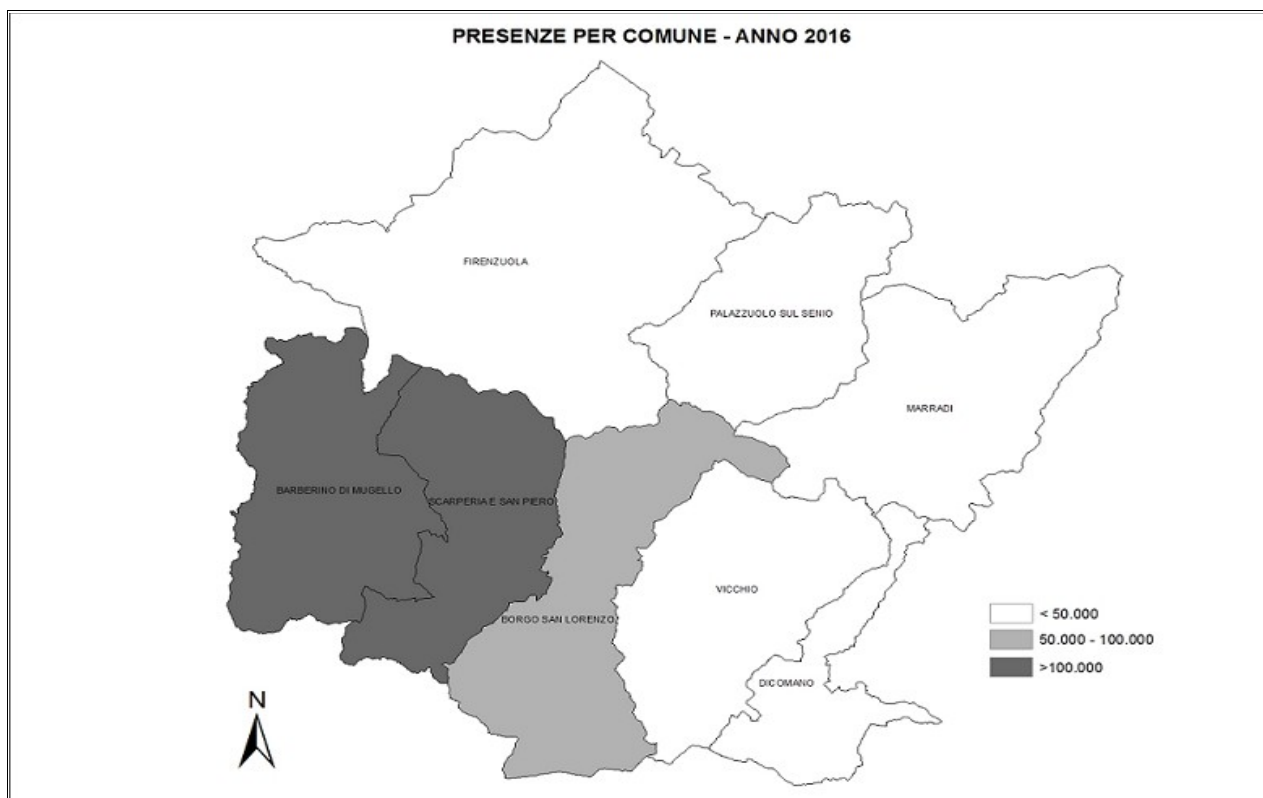 PRESENZE PER COMUNE - ANNO 2016
FIRENZUOLA
PALAZZUOLO SUL SENIO
MARRADI
BARBERINO DI MUGELLO
SCARPERIA E SAN PIERO
VICCHIO
BORGO SAN LORENZO
DICOMANO
< 50.000
50.000 - 100.000
>100.000
N